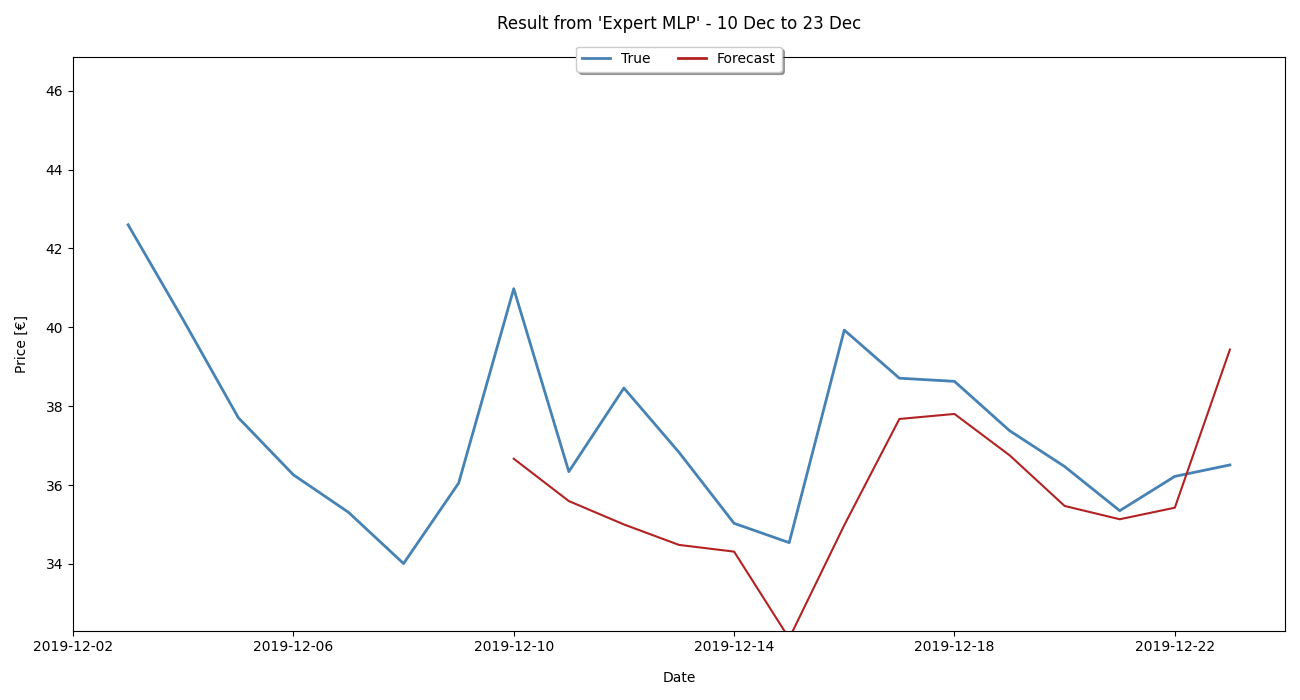 Result from 'Expert MLP' - 10 Dec to 23 Dec
True Forecast
46
44
42
40
38
36
34
Price [€]
2019-12-02 2019-12-06 2019-12-10 2019-12-14 2019-12-18 2019-12-22
Date